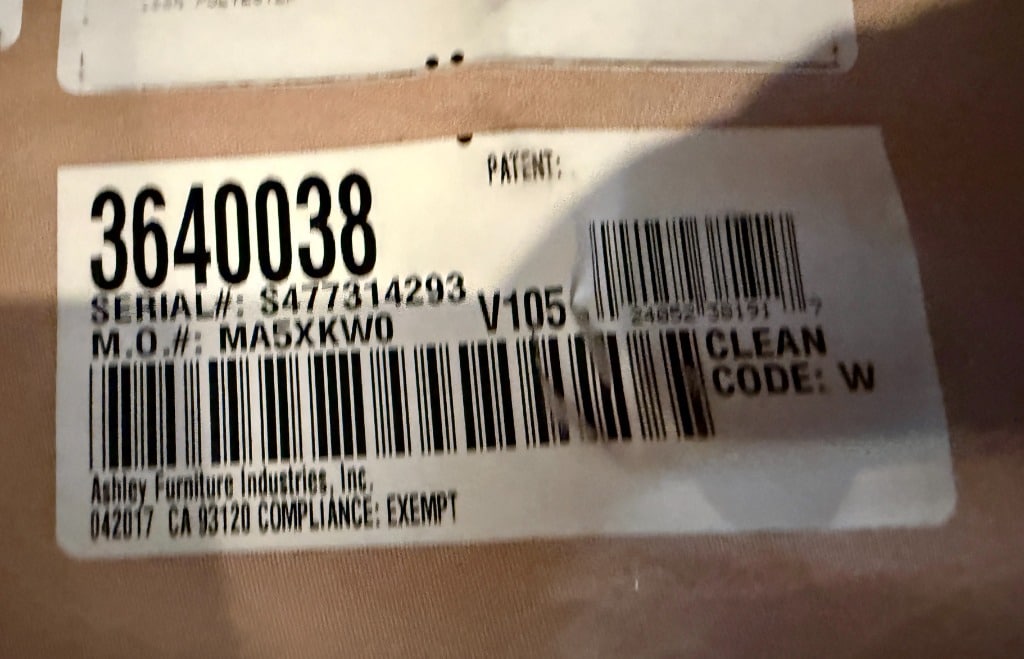 PATENT:
3640038
SERIAL#: S477314293
V105
M.O.#: MA5XKW0
CLEAN
CODE: W
Ashley Furniture Industries, Inc.
042017 CA 93120 COMPLIANCE: EXEMPT